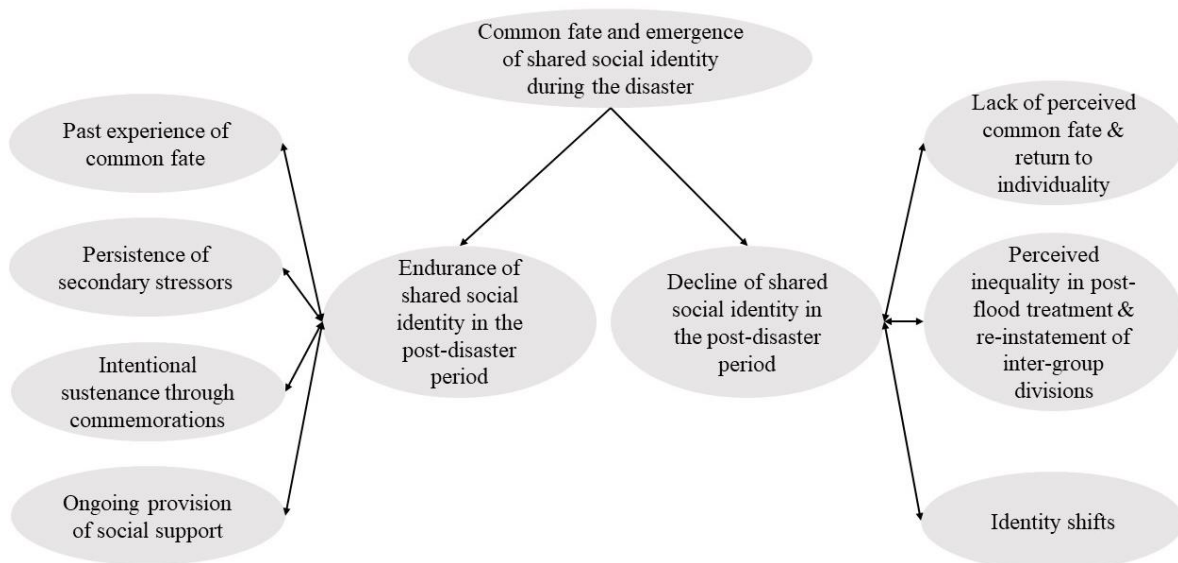 Common fate and emergence
of shared social identity
during the disaster
Past experience of
common fate
Persistence of
secondary stressors
Intentional
sustenance through
commemorations
Ongoing provision
of social support
Endurance of
shared social
identity in the
post-disaster
period
Decline of shared
social identity in
the post-disaster
period
Lack of perceived
common fate &
return to
individuality
Perceived
inequality in post-
flood treatment &
re-instatement of
inter-group
divisions
Identity shifts